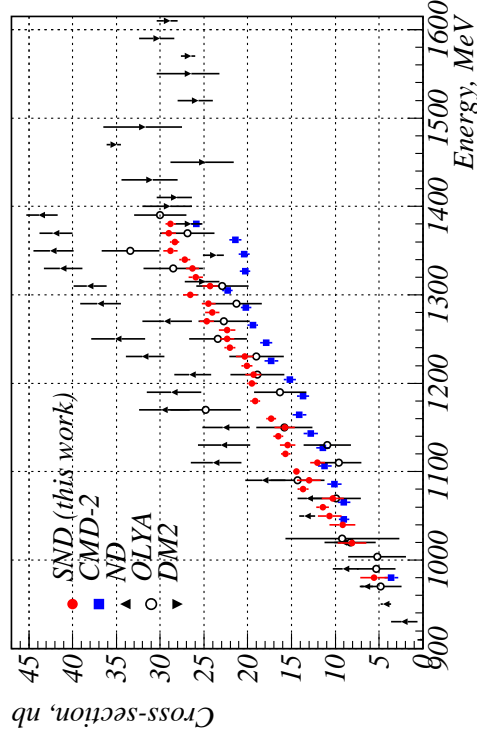 Cross-section, nb
45
40
35
30
25
20
15
10
5
0
SND (this work)
CMD-2
ND
OLYA
DM2
900
1000
1100
1200
1300
1400
1500
1600
Energy, MeV